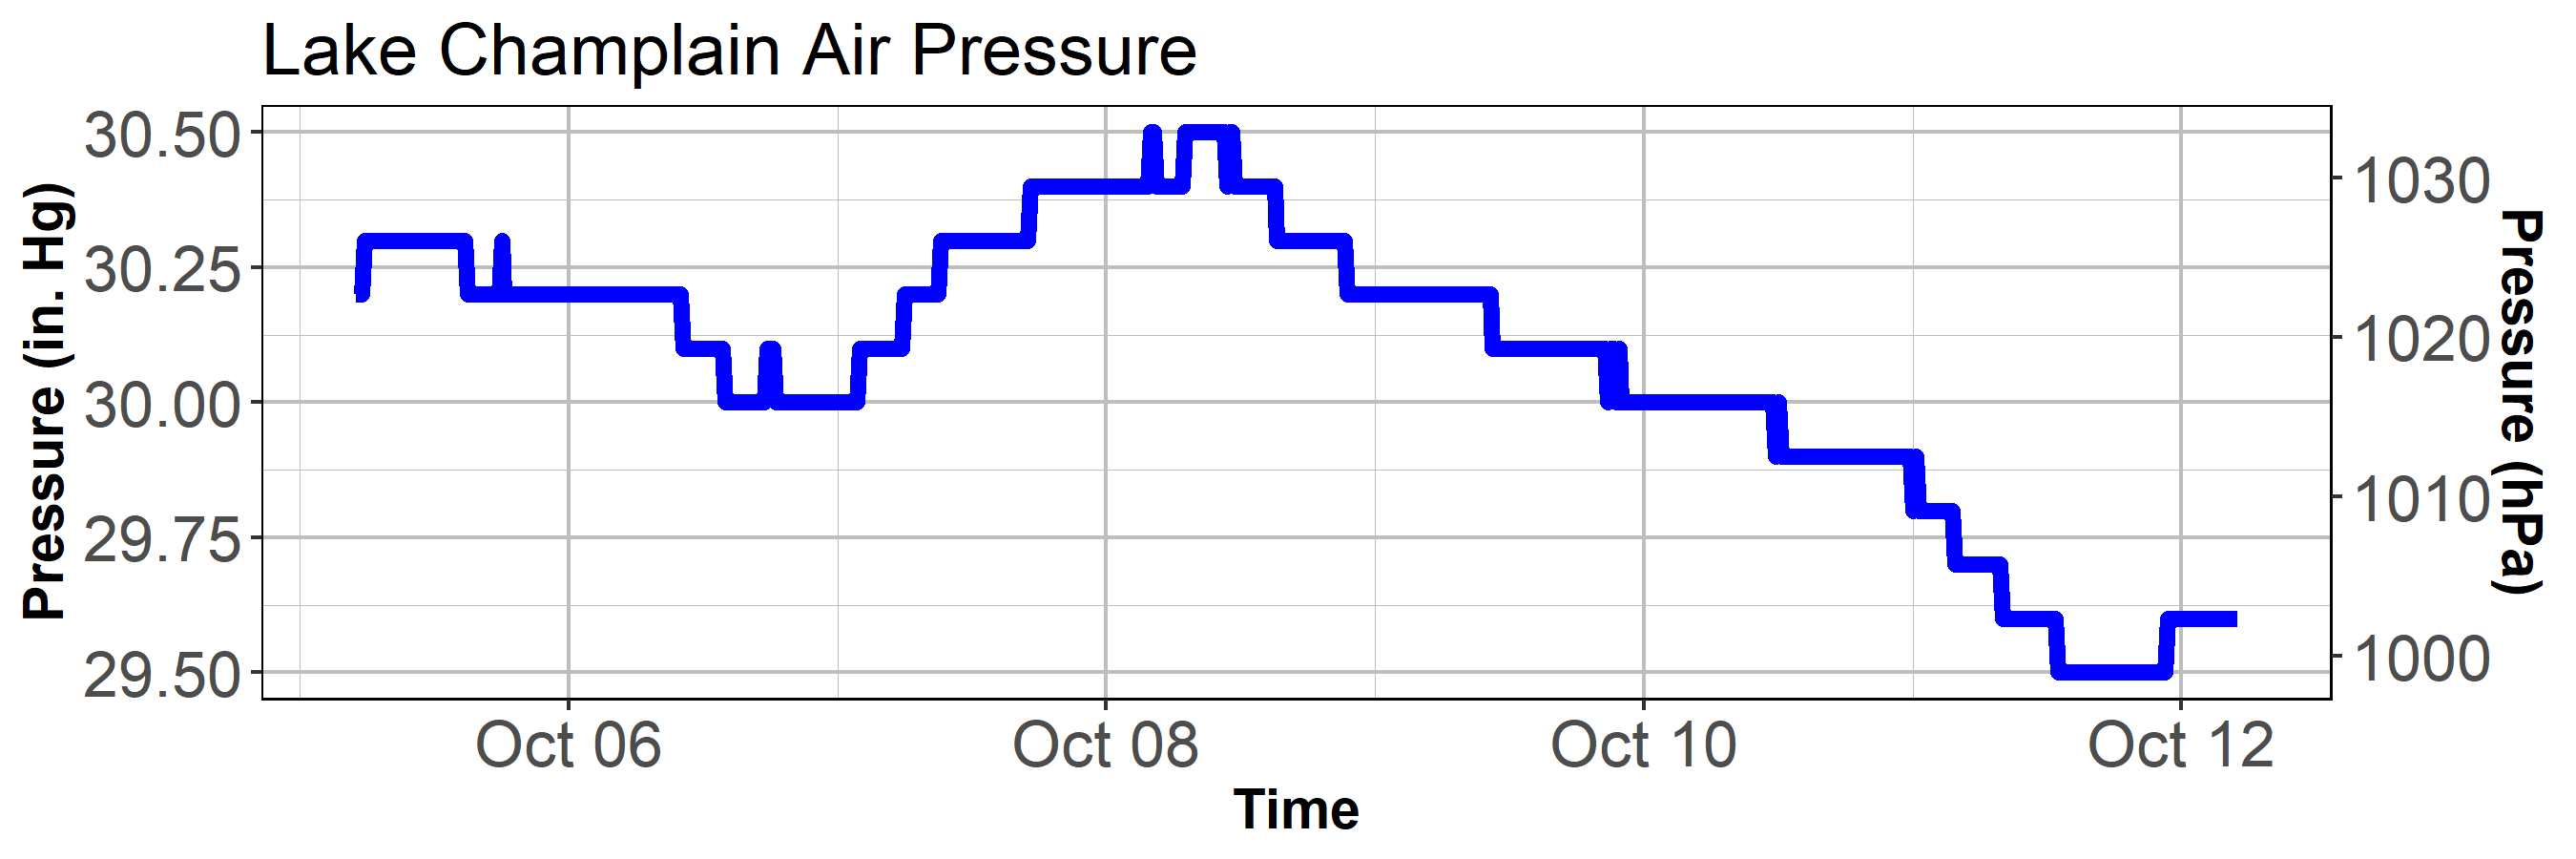 Lake Champlain Air Pressure
Pressure (in. Hg)
30.50
30.25
30.00
29.75
29.50
1030
1020
1010
1000
Pressure (hPa)
Oct 06
Oct 08
Oct 10
Oct 12
Time